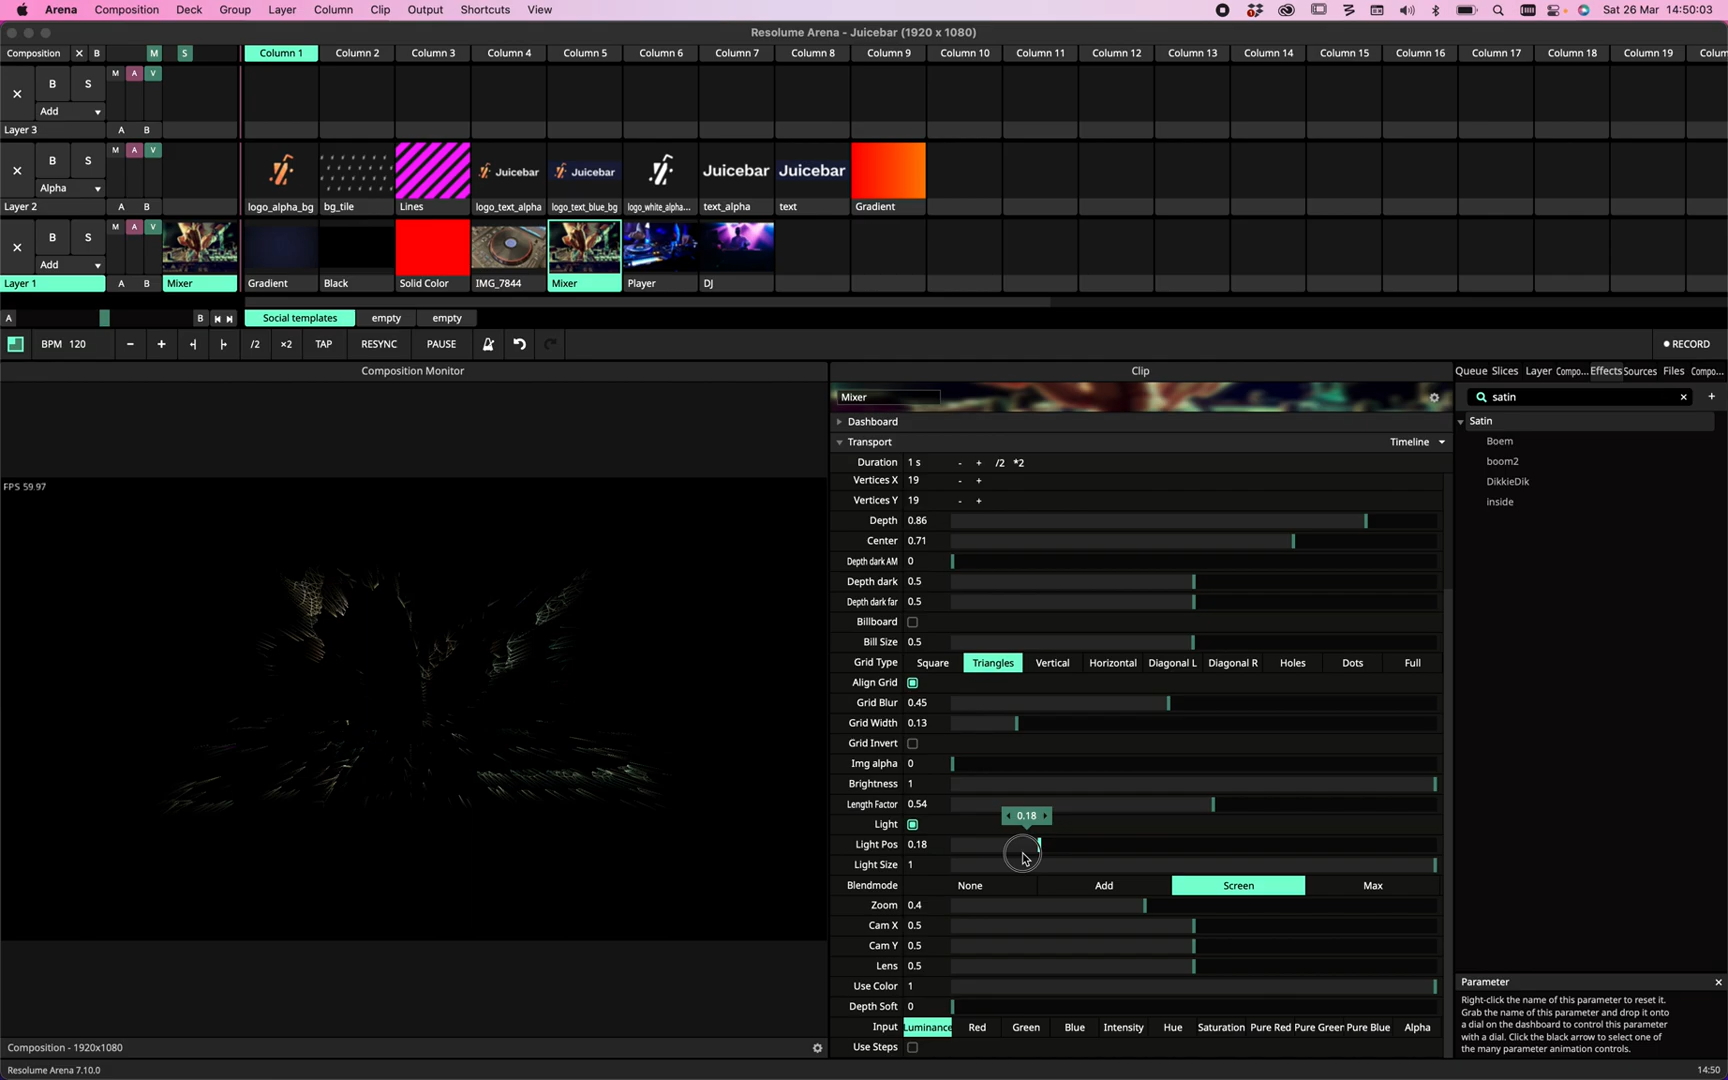 Arena Composition Deck Group Layer Column Clip Output Shortcuts View Sat 26 Mar 14:50:03
Resolume Arena - Juicebar (1920 x 1080)
Composition B M S Column 1 Column 2 Column 3 Column 4 Column 5 Column 6 Column 7 Column 8 Column 9 Column 10 Column 11 Column 12 Column 13 Column 14 Column 15 Column 16 Column 17 Column 18 Column 19 Colum
M A V
B S
Add
Layer 3 A B
M A V
B S
Juicebar Juicebar Juicebar Juicebar
Alpha
Layer 2 A B logo_alpha_bg bg_tile Lines logo_text_alpha logo_text_blue_bg logo_white_alpha... text_alpha text Gradient
M A V
B S
Add
Layer 1 A B Mixer Gradient Black Solid Color IMG_7844 Mixer Player DJ
A B Social templates empty empty
BPM 120 - + /2 ×2 TAP RESYNC PAUSE RECORD
Composition Monitor
FPS 59.97
Composition - 1920x1080
Clip
Mixer
Dashboard
Transport Timeline
Duration 1 s - + /2 *2
Vertices X 19 - +
Vertices Y 19 - +
Depth 0.86
Center 0.71
Depth dark AM 0
Depth dark 0.5
Depth dark far 0.5
Billboard
Bill Size 0.5
Grid Type Square Triangles Vertical Horizontal Diagonal L Diagonal R Holes Dots Full
Align Grid
Grid Blur 0.45
Grid Width 0.13
Grid Invert
Img alpha 0
Brightness 1
Length Factor 0.54
0.18
Light
Light Pos 0.18
Light Size 1
Blendmode None Add Screen Max
Zoom 0.4
Cam X 0.5
Cam Y 0.5
Lens 0.5
Use Color 1
Depth Soft 0
Input Luminance Red Green Blue Intensity Hue Saturation Pure Red Pure Greer Pure Blue Alpha
Use Steps
Queue Slices Layer Compo... Effects Sources Files Compo...
satin
Satin
Boem
boom2
DikkieDik
inside
Parameter
Right-click the name of this parameter to reset it.
Grab the name of this parameter and drop it onto
a dial on the dashboard to control this parameter
with a dial. Click the black arrow to select one of
the many parameter animation controls.
Resolume Arena 7.10.0 14:50